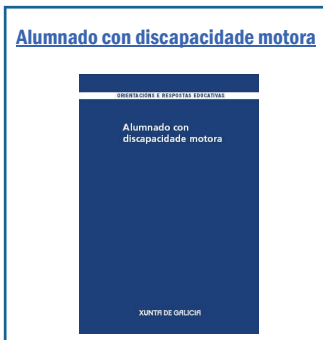 Alumnado con discapacidade motora
ORIENTACIÓNS E RESPOSTAS EDUCATIVAS
Alumnado con
discapacidade motora
XUNTA DE GALICIA